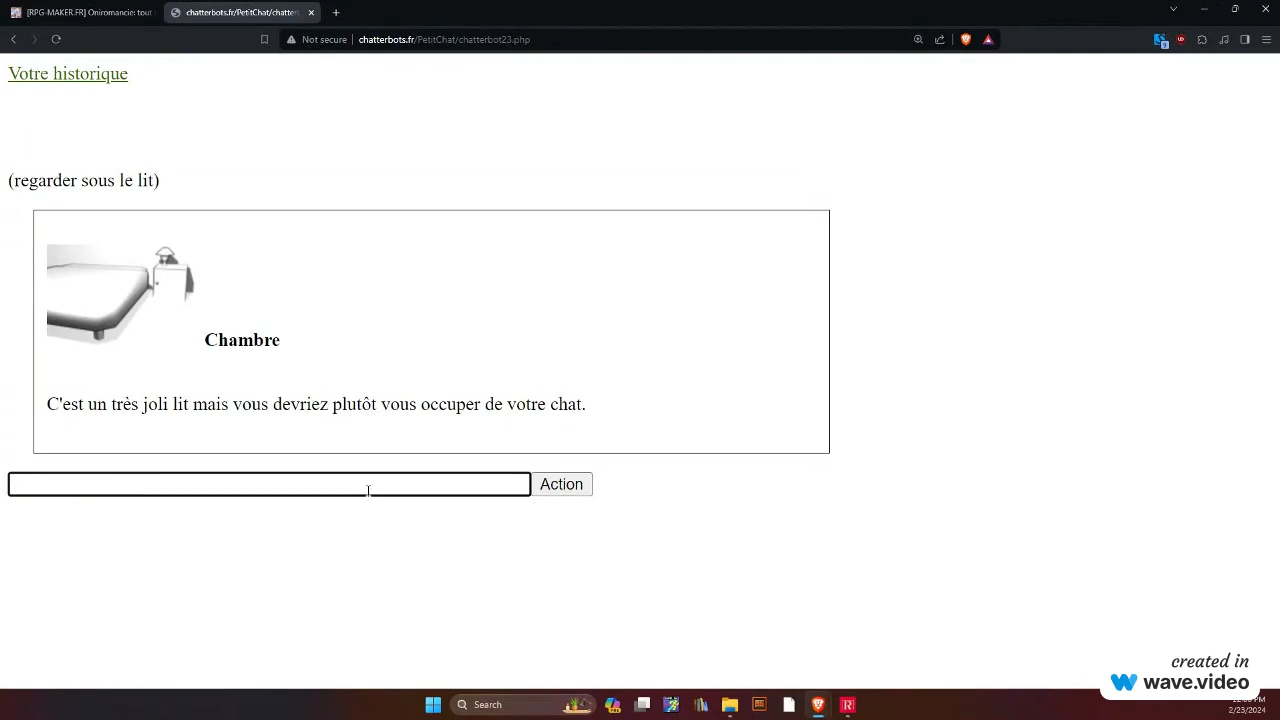 [RPG-MAKER.FR] Oniromancie: tout
chatterbots.fr/PetitChat/chatter
Not secure
chatterbots.fr/PetitChat/chatterbot23.php
Votre historique
(regarder sous le lit)
Chambre
C'est un très joli lit mais vous devriez plutôt vous occuper de votre chat.
Action
created in
wave.video
Search
2/23/2024